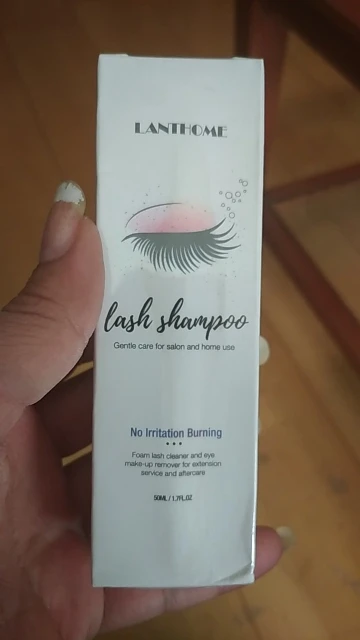 LANTHOME
lash shampoo
Gentle care for salon and home use
No Irritation Burning
Foam lash cleaner and eye
make-up remover for extension
service and aftercare
50ML / 1.7FL.OZ